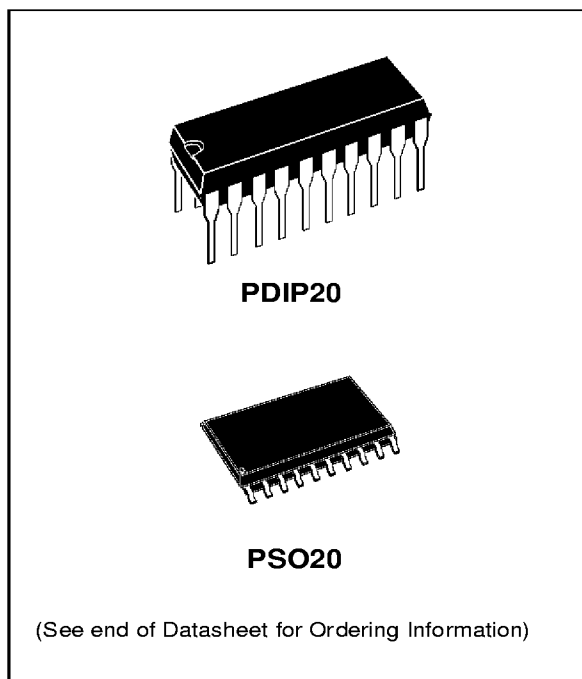 PDIP20
PSO20
(See end of Datasheet for Ordering Information)